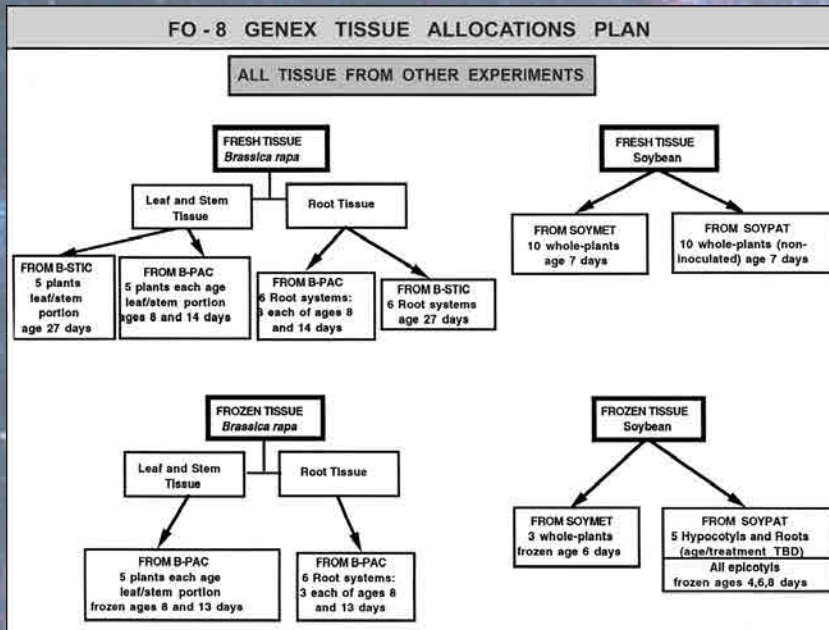 FO - 8 GENEX TISSUE ALLOCATIONS PLAN
ALL TISSUE FROM OTHER EXPERIMENTS
FRESH TISSUE
Brassica rapa
Leaf and Stem
Tissue
Root Tissue
FROM B-STIC
5 plants
leaf/stem
portion
age 27 days
FROM B-PAC
5 plants each age
leaf/stem portion
ages 8 and 14 days
FROM B-PAC
6 Root systems:
3 each of ages 8
and 14 days
FROM B-STIC
6 Root systems
age 27 days
FRESH TISSUE
Soybean
FROM SOYMET
10 whole-plants
age 7 days
FROM SOYPAT
10 whole-plants (non-
inoculated) age 7 days
FROZEN TISSUE
Brassica rapa
Leaf and Stem
Tissue
Root Tissue
FROM B-PAC
5 plants each age
leaf/stem portion
frozen ages 8 and 13 days
FROM B-PAC
6 Root systems:
3 each of ages 8
and 13 days
FROZEN TISSUE
Soybean
FROM SOYMET
3 whole-plants
frozen age 6 days
FROM SOYPAT
5 Hypocotyls and Roots
(age/treatment TBD)
All epicotyls
frozen ages 4,6,8 days